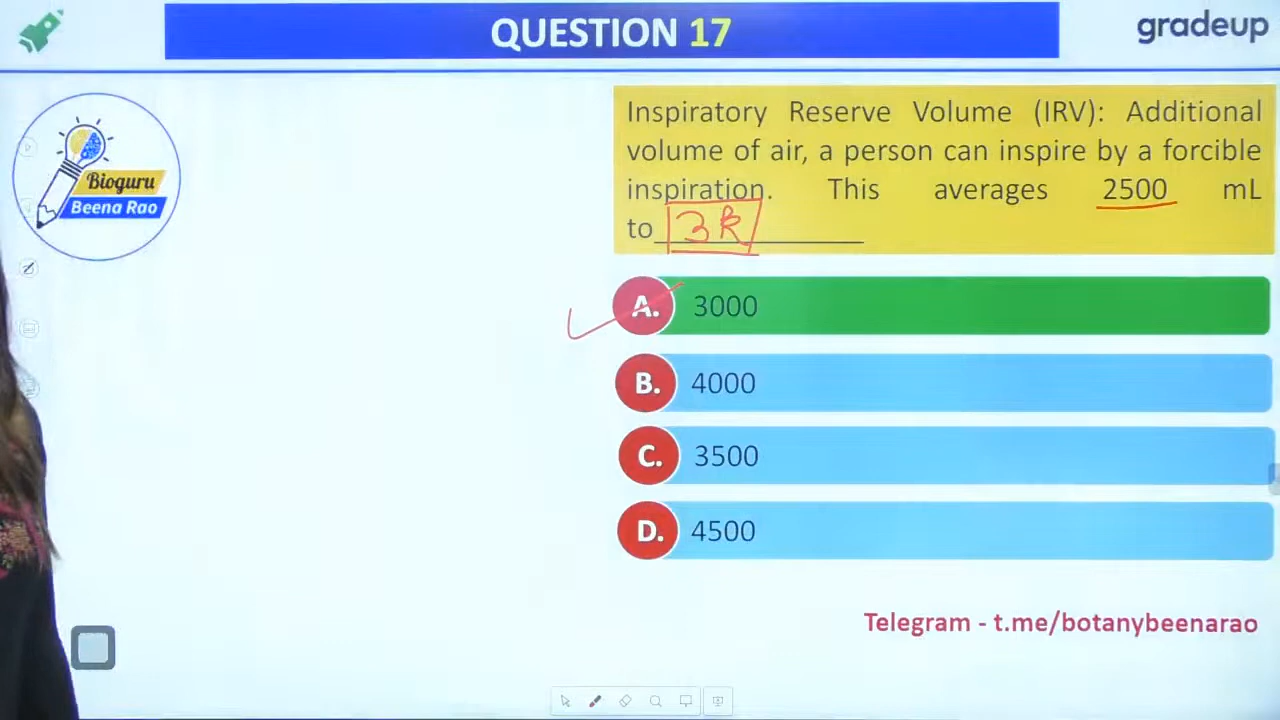 QUESTION 17
gradeup
Bioguru
Beena Rao
Inspiratory Reserve Volume (IRV): Additional
volume of air, a person can inspire by a forcible
inspiration. This averages 2500 mL
to 3k
A. 3000
B. 4000
C. 3500
D. 4500
Telegram - t.me/botanybeenarao